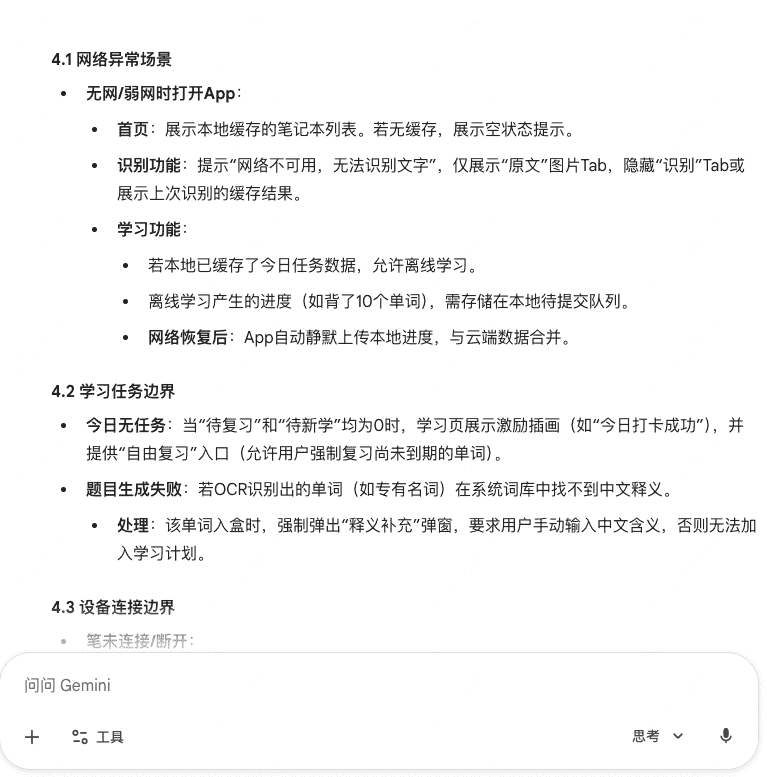 4.1 网络异常场景
• 无网/弱网时打开App：
• 首页：展示本地缓存的笔记本列表。若无缓存，展示空状态提示。
• 识别功能：提示“网络不可用，无法识别文字”，仅展示“原文”图片Tab，隐藏“识别”Tab或
展示上次识别的缓存结果。
• 学习功能：
• 若本地已缓存了今日任务数据，允许离线学习。
• 离线学习产生的进度（如背了10个单词），需存储在本地待提交队列。
• 网络恢复后：App自动静默上传本地进度，与云端数据合并。
4.2 学习任务边界
• 今日无任务：当“待复习”和“待新学”均为0时，学习页展示激励插画（如“今日打卡成功”），并
提供“自由复习”入口（允许用户强制复习尚未到期的单词）。
• 题目生成失败：若OCR识别出的单词（如专有名词）在系统词库中找不到中文释义。
• 处理：该单词入盒时，强制弹出“释义补充”弹窗，要求用户手动输入中文含义，否则无法加
入学习计划。
4.3 设备连接边界
• 笔未连接/断开：
问问 Gemini
工具
思考